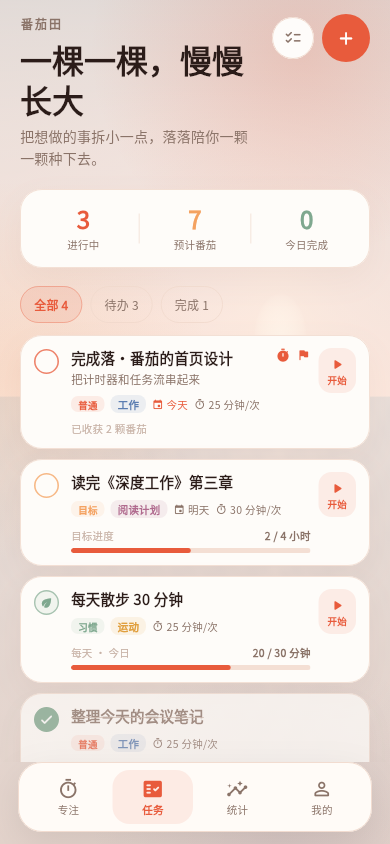 番茄田
一棵一棵，慢慢
长大
把想做的事拆小一点，落落陪你一颗
一颗种下去。
3 7 0
进行中 预计番茄 今日完成
全部 4 待办 3 完成 1
完成落·番茄的首页设计
把计时器和任务流串起来
普通 工作 今天 25 分钟/次
已收获 2 颗番茄
开始
读完《深度工作》第三章
目标 阅读计划 明天 30 分钟/次
目标进度 2 / 4 小时
开始
每天散步 30 分钟
习惯 运动 25 分钟/次
每天 · 今日 20 / 30 分钟
开始
整理今天的会议笔记
普通 工作 25 分钟/次
专注 任务 统计 我的